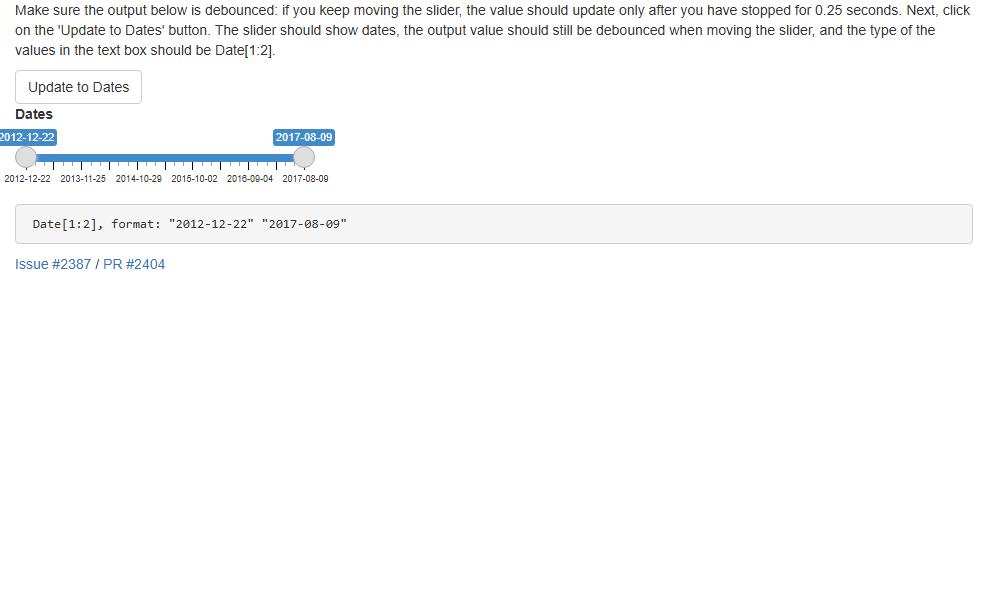 Make sure the output below is debounced: if you keep moving the slider, the value should update only after you have stopped for 0.25 seconds. Next, click
on the 'Update to Dates' button. The slider should show dates, the output value should still be debounced when moving the slider, and the type of the
values in the text box should be Date[1:2].
Update to Dates
Dates
2012-12-22 2017-08-09
2012-12-22 2013-11-25 2014-10-29 2015-10-02 2016-09-04 2017-08-09
Date[1:2], format: "2012-12-22" "2017-08-09"
Issue #2387 / PR #2404